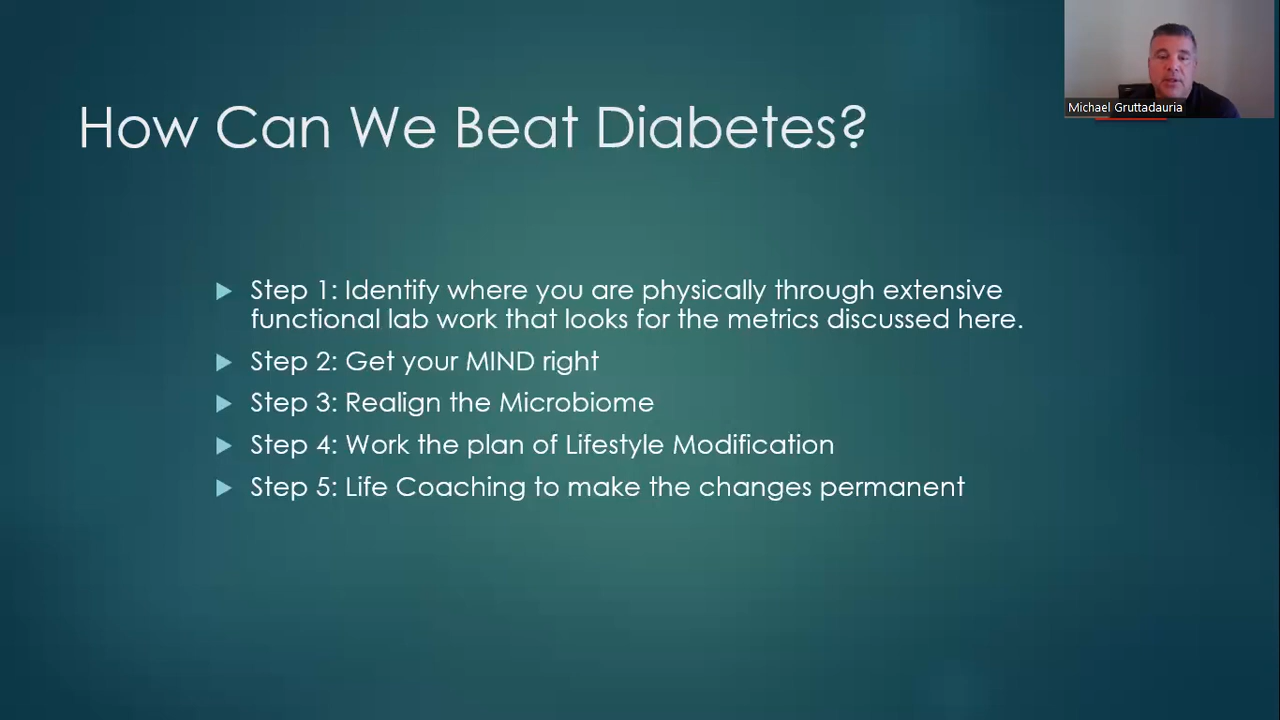 Michael Gruttadauria
How Can We Beat Diabetes?
Step 1: Identify where you are physically through extensive
functional lab work that looks for the metrics discussed here.
Step 2: Get your MIND right
Step 3: Realign the Microbiome
Step 4: Work the plan of Lifestyle Modification
Step 5: Life Coaching to make the changes permanent